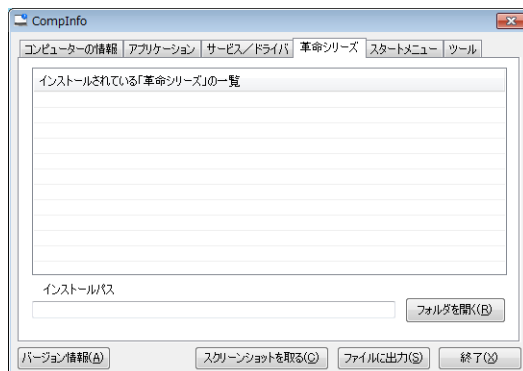 CompInfo
コンピューターの情報 アプリケーション サービス／ドライバ 革命シリーズ スタートメニュー ツール
インストールされている「革命シリーズ」の一覧
インストールパス
フォルダを開く(R)
バージョン情報(A) スクリーンショットを取る(C) ファイルに出力(S) 終了(X)